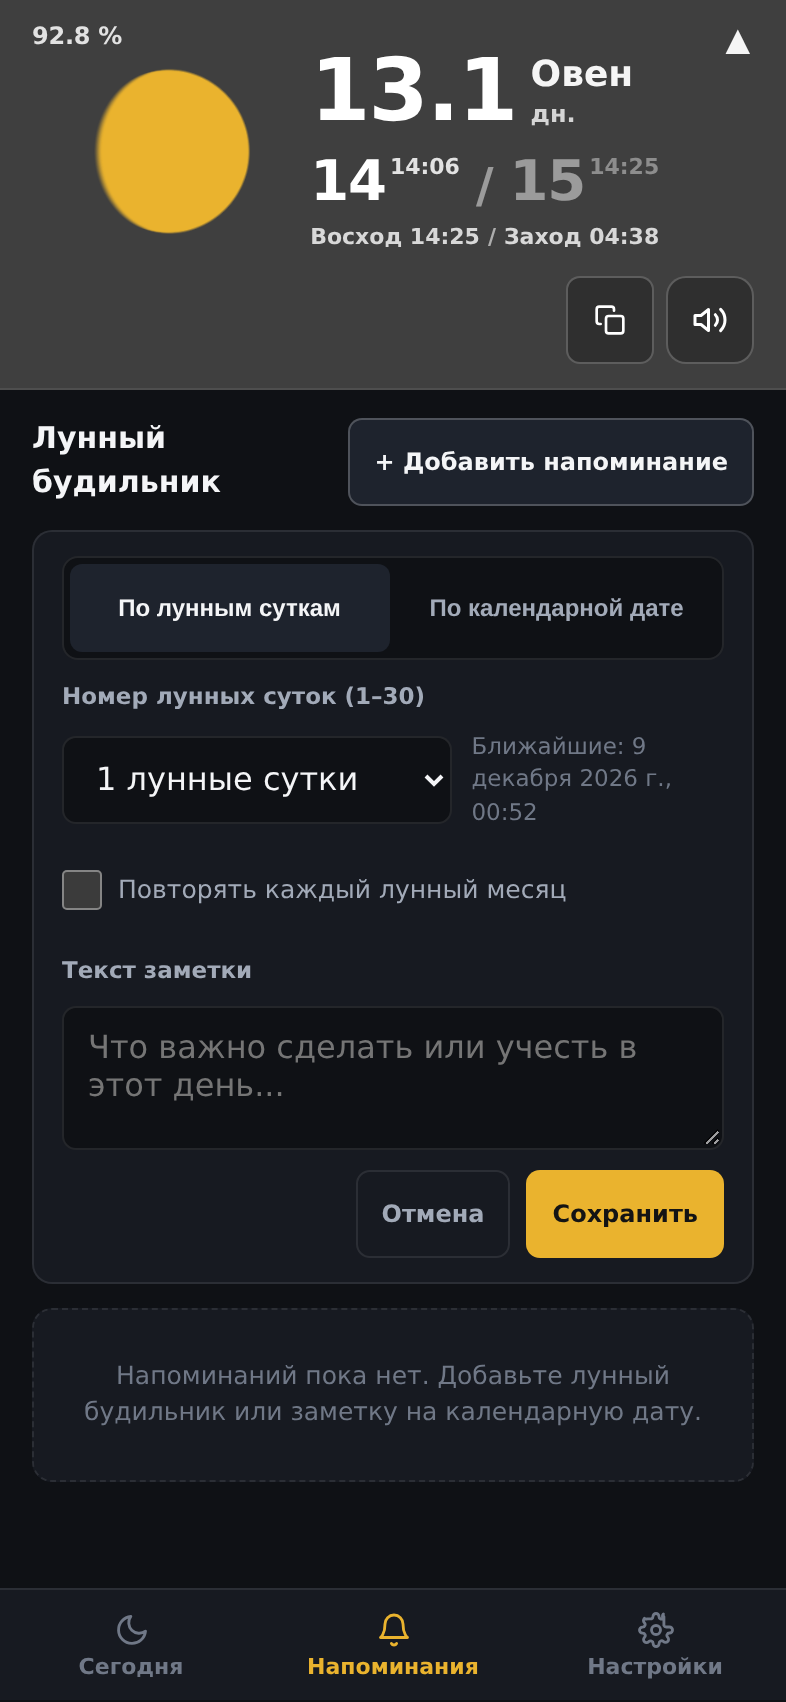 92.8 %
▲
13.1 Овен
дн.
14 14:06 / 15 14:25
Восход 14:25 / Заход 04:38
Лунный
будильник
+ Добавить напоминание
По лунным суткам
По календарной дате
Номер лунных суток (1–30)
1 лунные сутки
Ближайшие: 9
декабря 2026 г.,
00:52
Повторять каждый лунный месяц
Текст заметки
Что важно сделать или учесть в
этот день...
Отмена
Сохранить
Напоминаний пока нет. Добавьте лунный
будильник или заметку на календарную дату.
Сегодня
Напоминания
Настройки